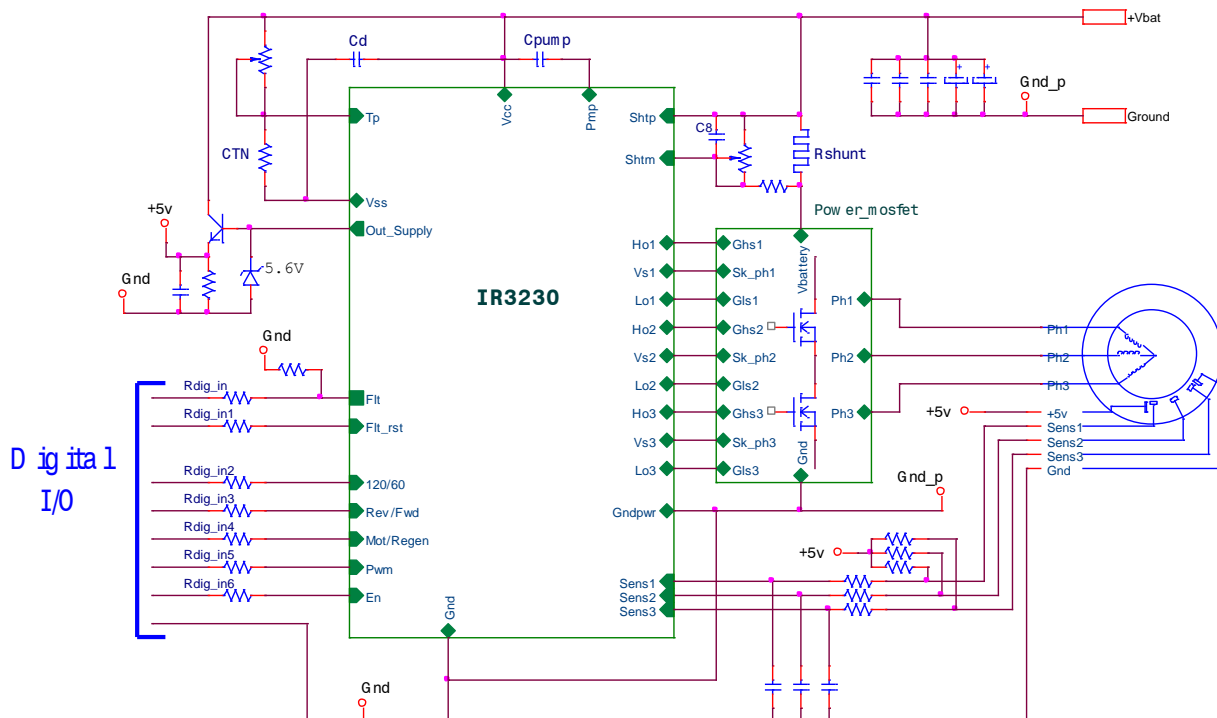 +Vbat
Cd
Cpump
Gnd_p
Ground
Tp
Vcc
Pmp
Shtp
C8
CTN
Shtm
Rshunt
Vss
+5v
Out_Supply
Power_mosfet
Gnd
5.6V
IR3230
Ho1
Ghs1
Vbattery
Vs1
Sk_ph1
Lo1
Gls1
Ph1
Ho2
Ghs2
Ph1
Gnd
Vs2
Sk_ph2
Ph2
Ph2
Lo2
Gls2
Ph3
Rdig_in
Flt
Ho3
Ghs3
Ph3
+5v
+5v
Rdig_in1
Flt_rst
Sens1
Vs3
Sk_ph3
Gnd
Sens2
Digital
I/O
Sens3
Lo3
Gls3
Gnd
Rdig_in2
120/60
Gnd_p
Rdig_in3
Rev/Fwd
Gndpwr
Rdig_in4
Mot/Regen
+5v
Rdig_in5
Pwm
Sens1
Rdig_in6
En
Sens2
Gnd
Sens3
Gnd